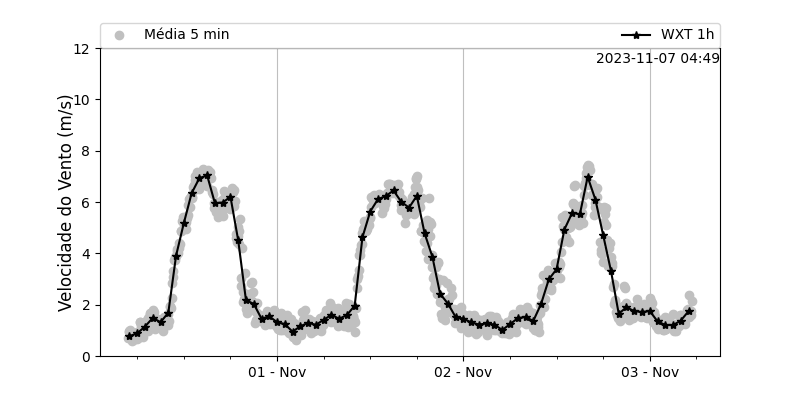 Média 5 min
WXT 1h
2023-11-07 04:49
Velocidade do Vento (m/s)
12
10
8
6
4
2
0
01 - Nov
02 - Nov
03 - Nov